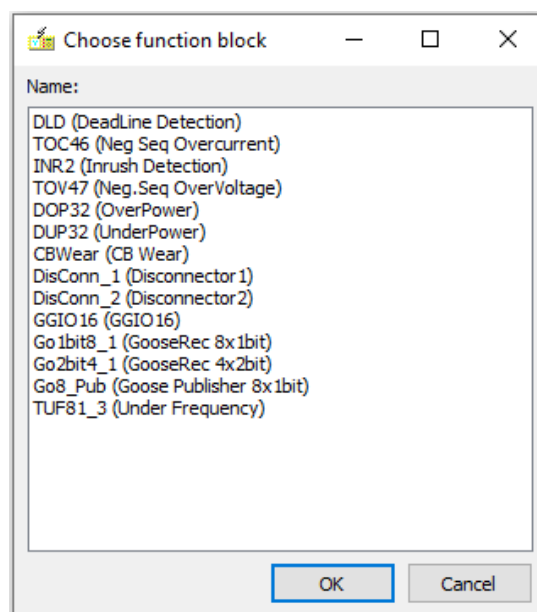 Choose function block
Name:
DLD (DeadLine Detection)
TOC46 (Neg Seq Overcurrent)
INR2 (Inrush Detection)
TOV47 (Neg.Seq OverVoltage)
DOP32 (OverPower)
DUP32 (UnderPower)
CBWear (CB Wear)
DisConn_1 (Disconnector1)
DisConn_2 (Disconnector2)
GGIO16 (GGIO16)
Go1bit8_1 (GooseRec 8x1bit)
Go2bit4_1 (GooseRec 4x2bit)
Go8_Pub (Goose Publisher 8x1bit)
TUF81_3 (Under Frequency)
OK Cancel